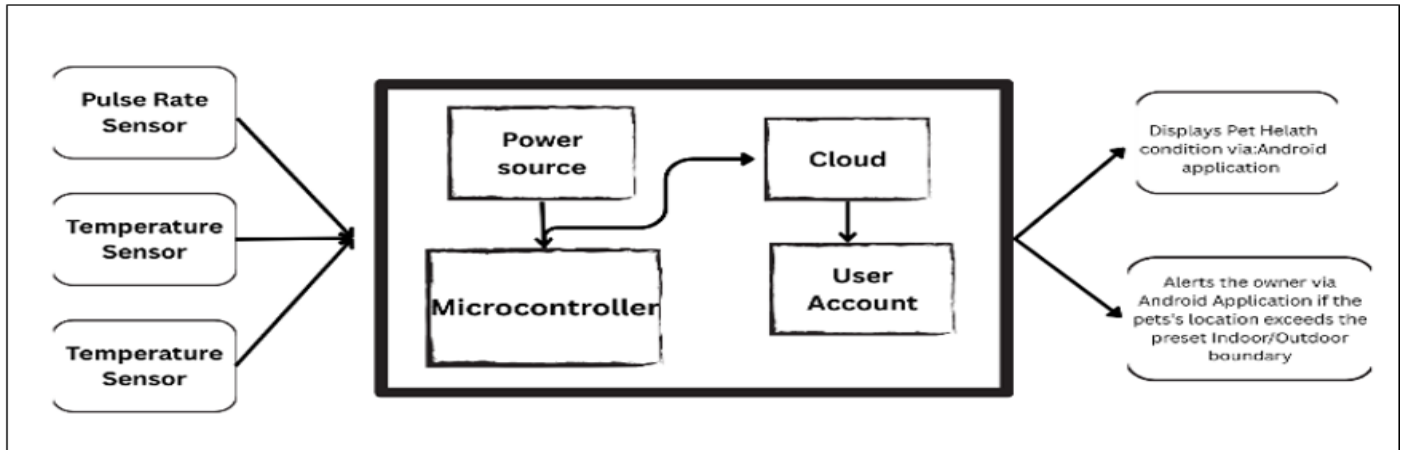 Pulse Rate
Sensor
Temperature
Sensor
Temperature
Sensor
Power
source
Microcontroller
Cloud
User
Account
Displays Pet Helath
condition via:Android
application
Alerts the owner via
Android Application if the
pets's location exceeds the
preset Indoor/Outdoor
boundary